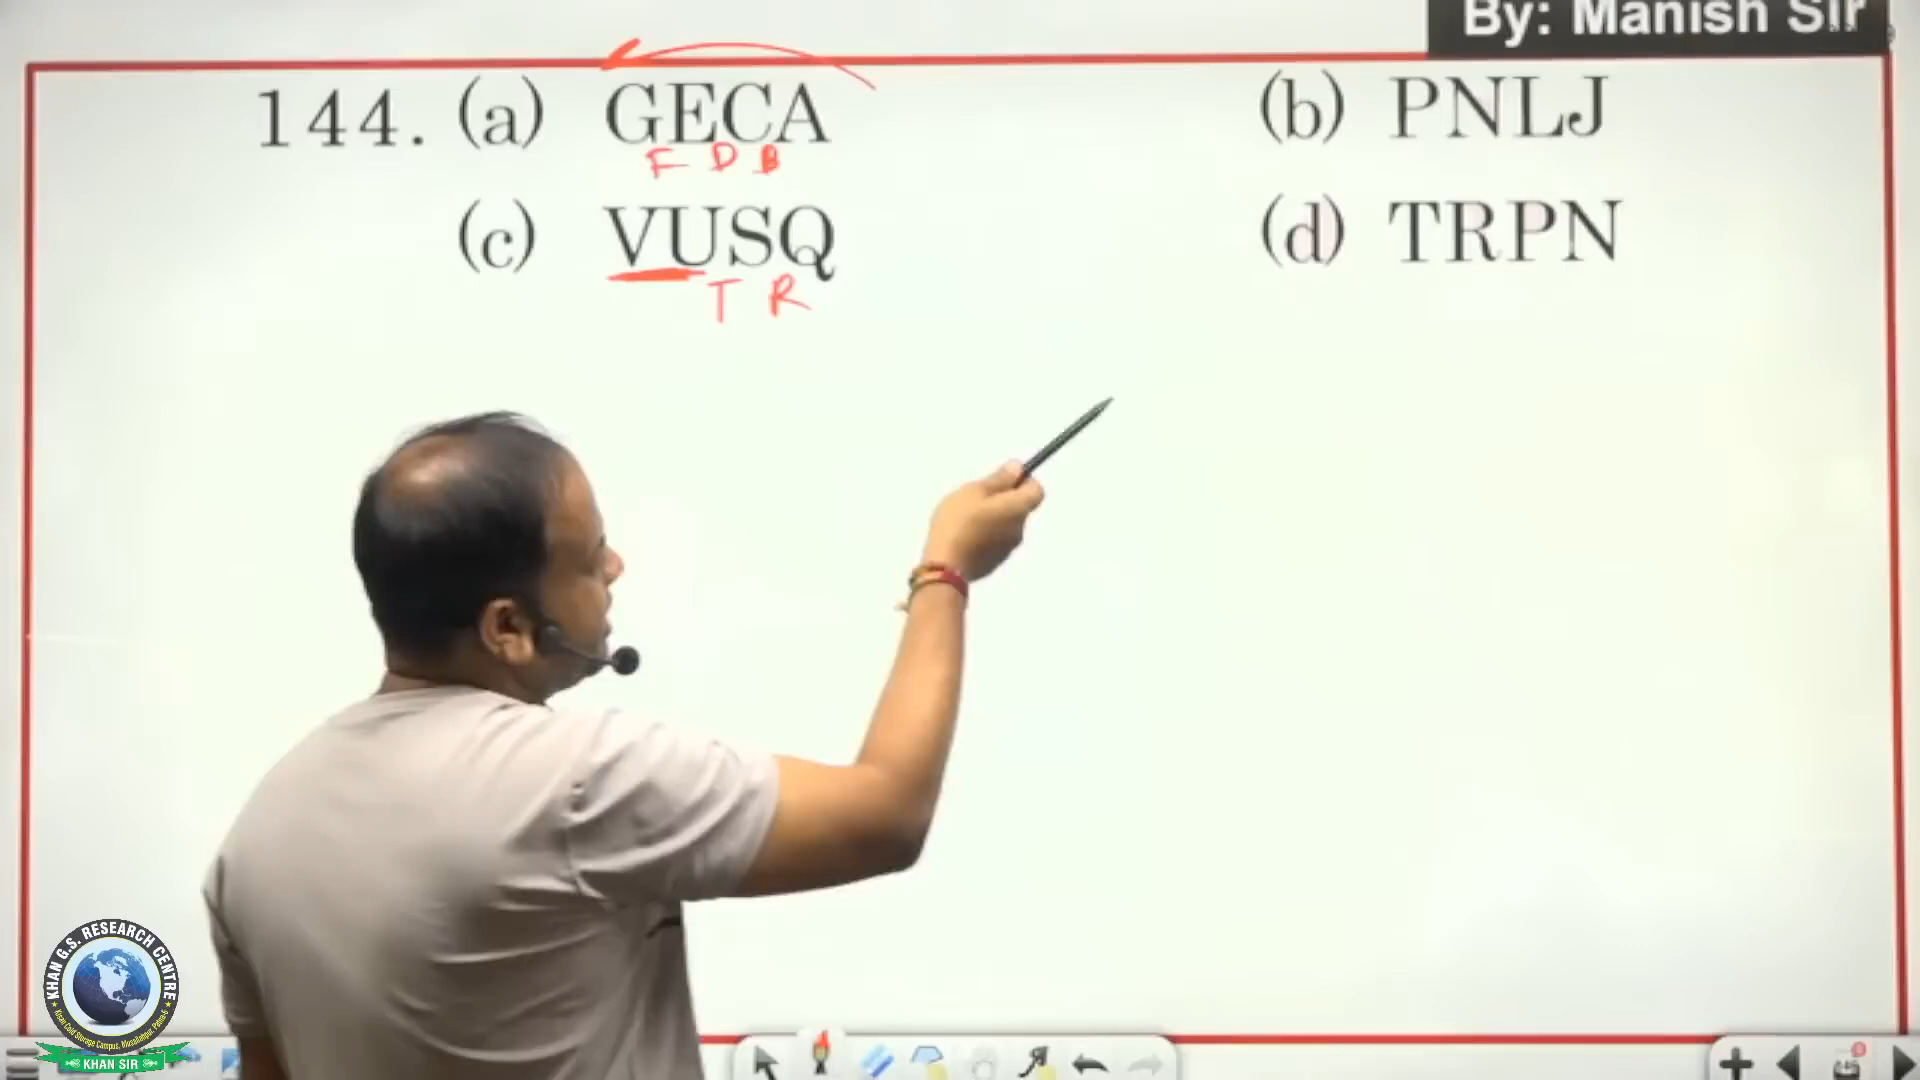 By: Manish Sir
144. (a) GECA (b) PNLJ
F D B
(c) VUSQ (d) TRPN
T R
KHAN G.S. RESEARCH CENTRE
KHAN SIR